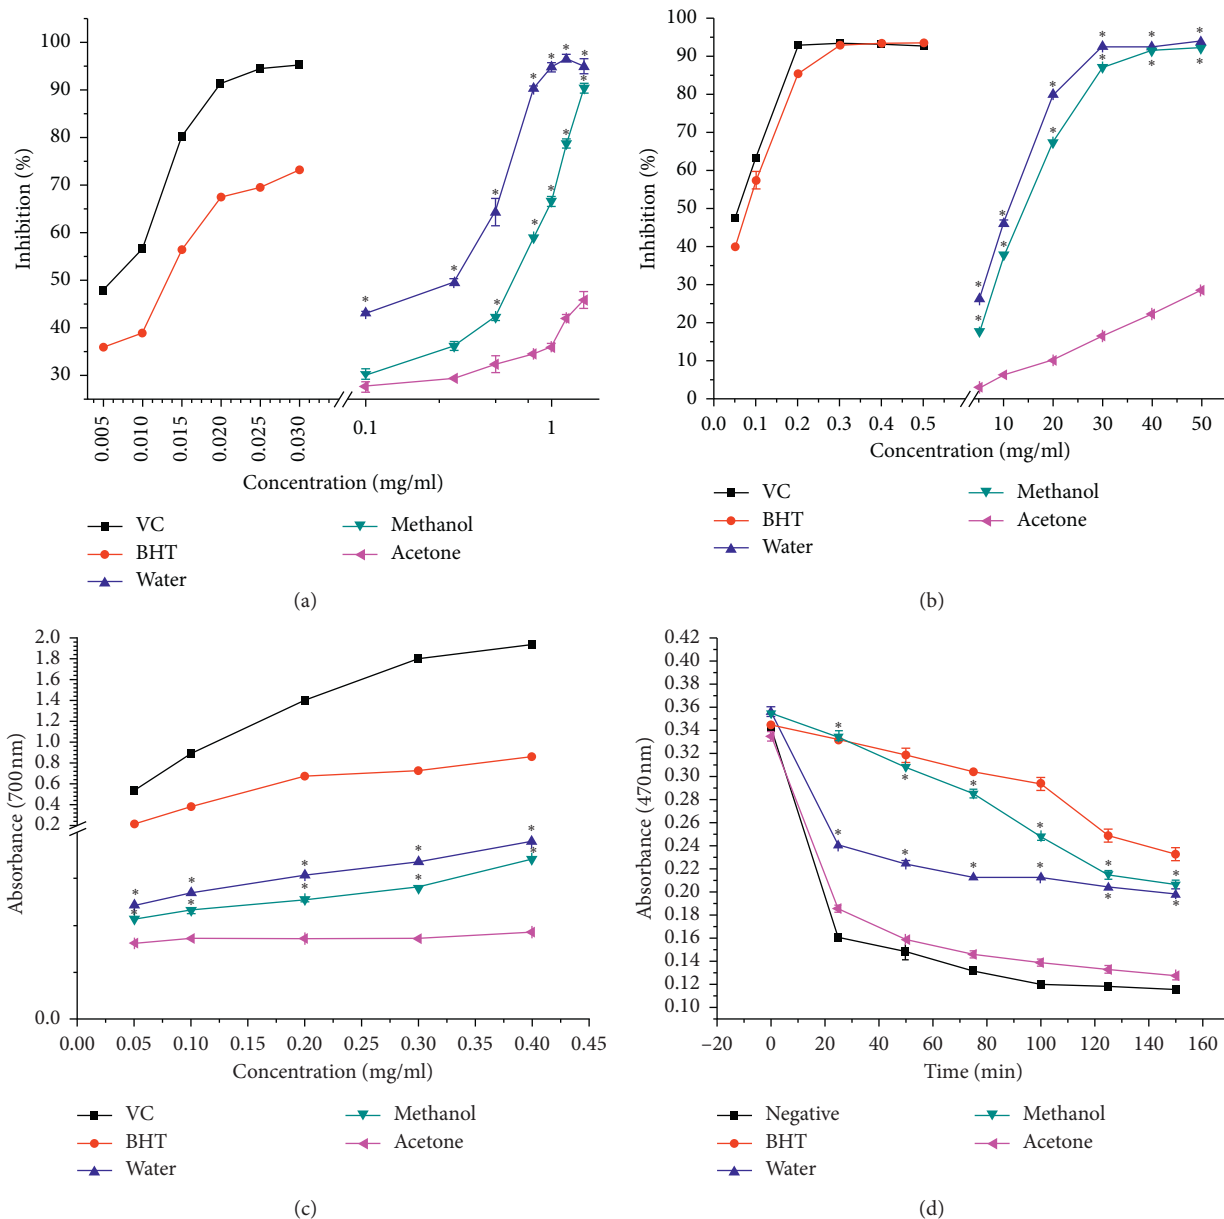 100
90
80
70
60
50
40
30
Inhibition (%)
0.005
0.010
0.015
0.020
0.025
0.030
0.1
1
Concentration (mg/ml)
VC
BHT
Water
Methanol
Acetone
(a)
100
90
80
70
60
50
40
30
20
10
0
Inhibition (%)
0.0 0.1 0.2 0.3 0.4 0.5 10 20 30 40 50
Concentration (mg/ml)
VC
BHT
Water
Methanol
Acetone
(b)
2.0
1.8
1.6
1.4
1.2
1.0
0.8
0.6
0.4
0.2
0.0
Absorbance (700 nm)
0.00 0.05 0.10 0.15 0.20 0.25 0.30 0.35 0.40 0.45
Concentration (mg/ml)
VC
BHT
Water
Methanol
Acetone
(c)
0.42
0.40
0.38
0.36
0.34
0.32
0.30
0.28
0.26
0.24
0.22
0.20
0.18
0.16
0.14
0.12
0.10
Absorbance (470 nm)
−20 0 20 40 60 80 100 120 140 160
Time (min)
Negative
BHT
Water
Methanol
Acetone
(d)